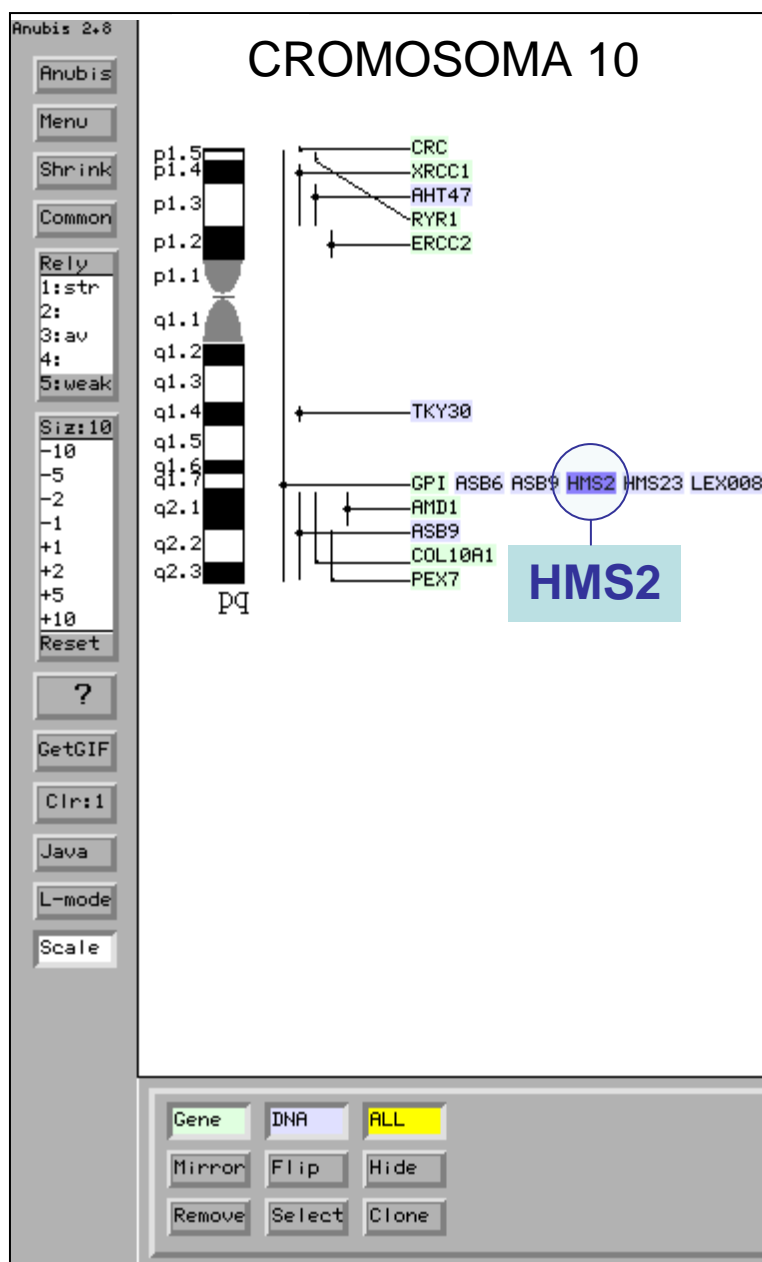 Anubis 2.8
CROMOSOMA 10
Anubis
Menu
Shrink
Common
Rely
1:str
2:
3:av
4:
5:weak
Siz:10
-10
-5
-2
-1
+1
+2
+5
+10
Reset
?
GetGIF
Clr:1
Java
L-mode
Scale
p1.5
p1.4
p1.3
p1.2
p1.1
q1.1
q1.2
q1.3
q1.4
q1.5
q1.6
q1.7
q2.1
q2.2
q2.3
pq
CRC
XRCC1
AHT47
RYR1
ERCC2
TKY30
GPI ASB6 ASB9 HMS2 HMS23 LEX008
AMD1
ASB9
COL10A1
PEX7
HMS2
Gene DNA ALL
Mirror Flip Hide
Remove Select Clone